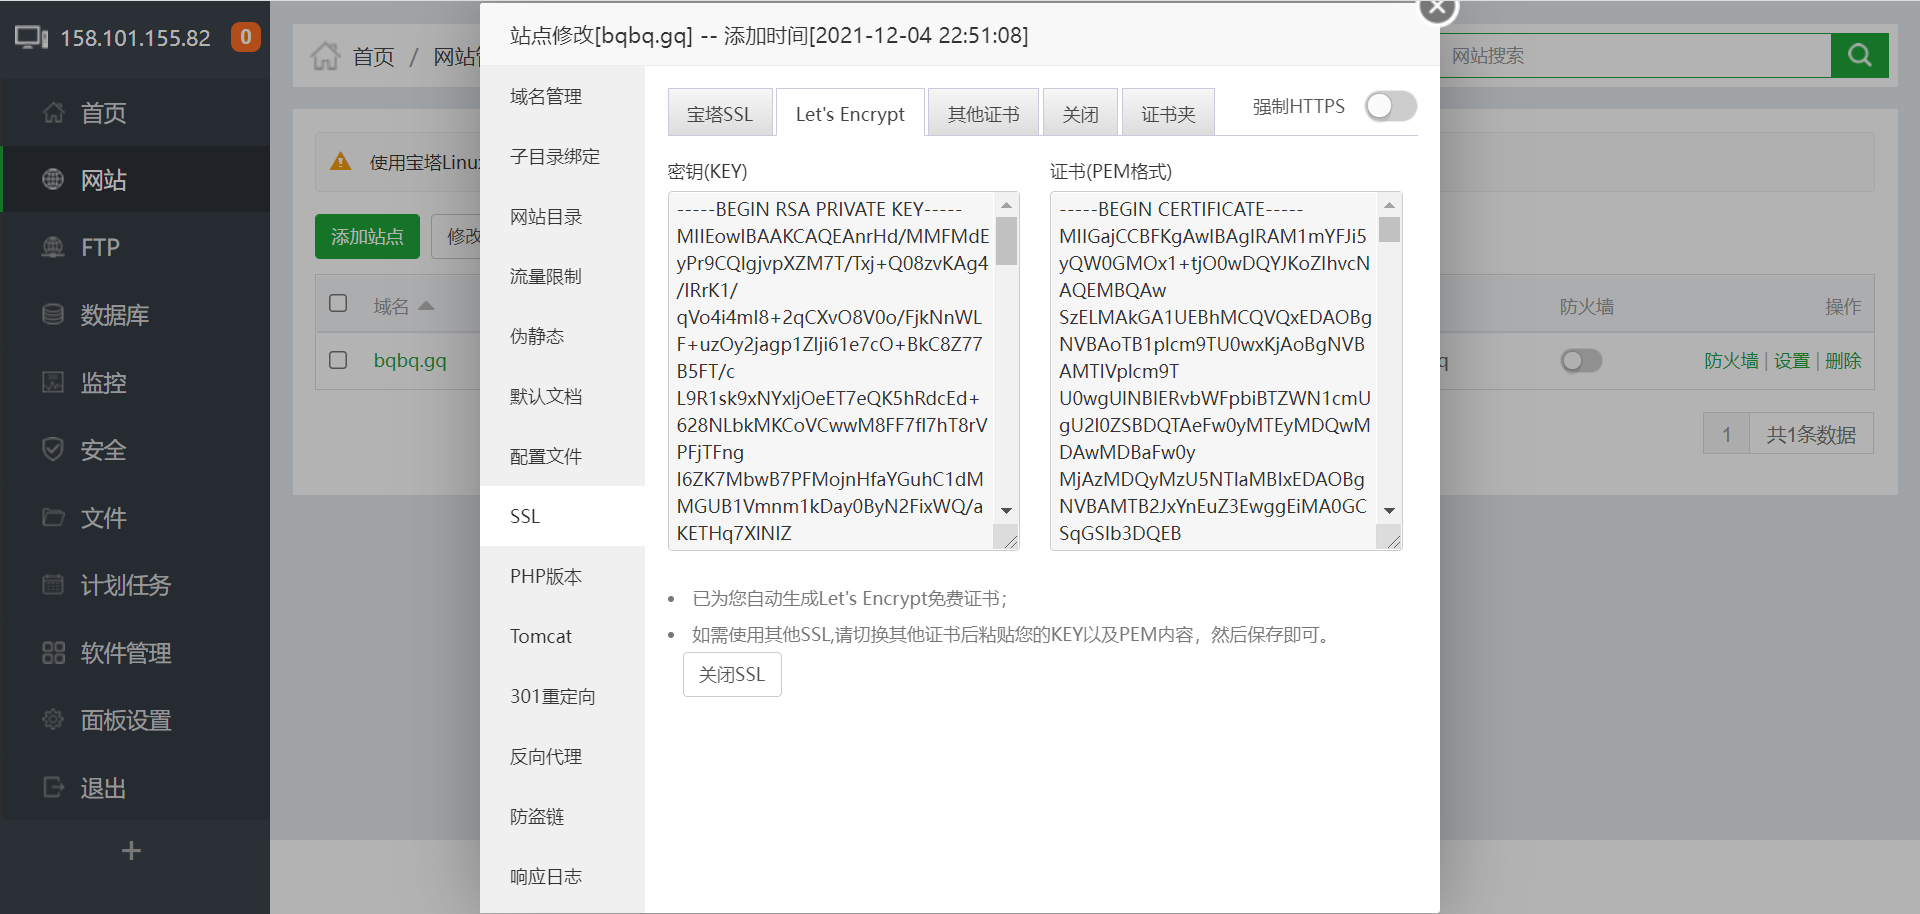 158.101.155.82
0
首页
网站
FTP
数据库
监控
安全
文件
计划任务
软件管理
面板设置
退出
+
首页 / 网站
网站搜索
使用宝塔Linu
添加站点
修改
域名
防火墙
操作
bqbq.gq
q
防火墙 | 设置 | 删除
1
共1条数据
站点修改[bqbq.gq] -- 添加时间[2021-12-04 22:51:08]
域名管理
子目录绑定
网站目录
流量限制
伪静态
默认文档
配置文件
SSL
PHP版本
Tomcat
301重定向
反向代理
防盗链
响应日志
宝塔SSL
Let's Encrypt
其他证书
关闭
证书夹
强制HTTPS
密钥(KEY)
-----BEGIN RSA PRIVATE KEY-----
MIIEowIBAAKCAQEAnrHd/MMFMdE
yPr9CQIgjvpXZM7T/Txj+Q08zvKAg4
/IRrK1/
qVo4i4mI8+2qCXvO8V0o/FjkNnWL
F+uzOy2jagp1ZIji61e7cO+BkC8Z77
B5FT/c
L9R1sk9xNYxIjOeET7eQK5hRdcEd+
628NLbkMKCoVCwwM8FF7fI7hT8rV
PFjTFng
I6ZK7MbwB7PFMojnHfaYGuhC1dM
MGUB1Vmnm1kDay0ByN2FixWQ/a
KETHq7XINIZ
证书(PEM格式)
-----BEGIN CERTIFICATE-----
MIIGajCCBFKgAwIBAgIRAM1mYFJi5
yQW0GMOx1+tjO0wDQYJKoZIhvcN
AQEMBQAw
SzELMAkGA1UEBhMCQVQxEDAOBg
NVBAoTB1plcm9TU0wxKjAoBgNVB
AMTIVplcm9T
U0wgUlNBIERvbWFpbiBTZWN1cmU
gU2l0ZSBDQTAeFw0yMTEyMDQwM
DAwMDBaFw0y
MjAzMDQyMzU5NTlaMBIxEDAOBg
NVBAMTB2JxYnEuZ3EwggEiMA0GC
SqGSIb3DQEB
已为您自动生成Let's Encrypt免费证书；
如需使用其他SSL,请切换其他证书后粘贴您的KEY以及PEM内容，然后保存即可。
关闭SSL